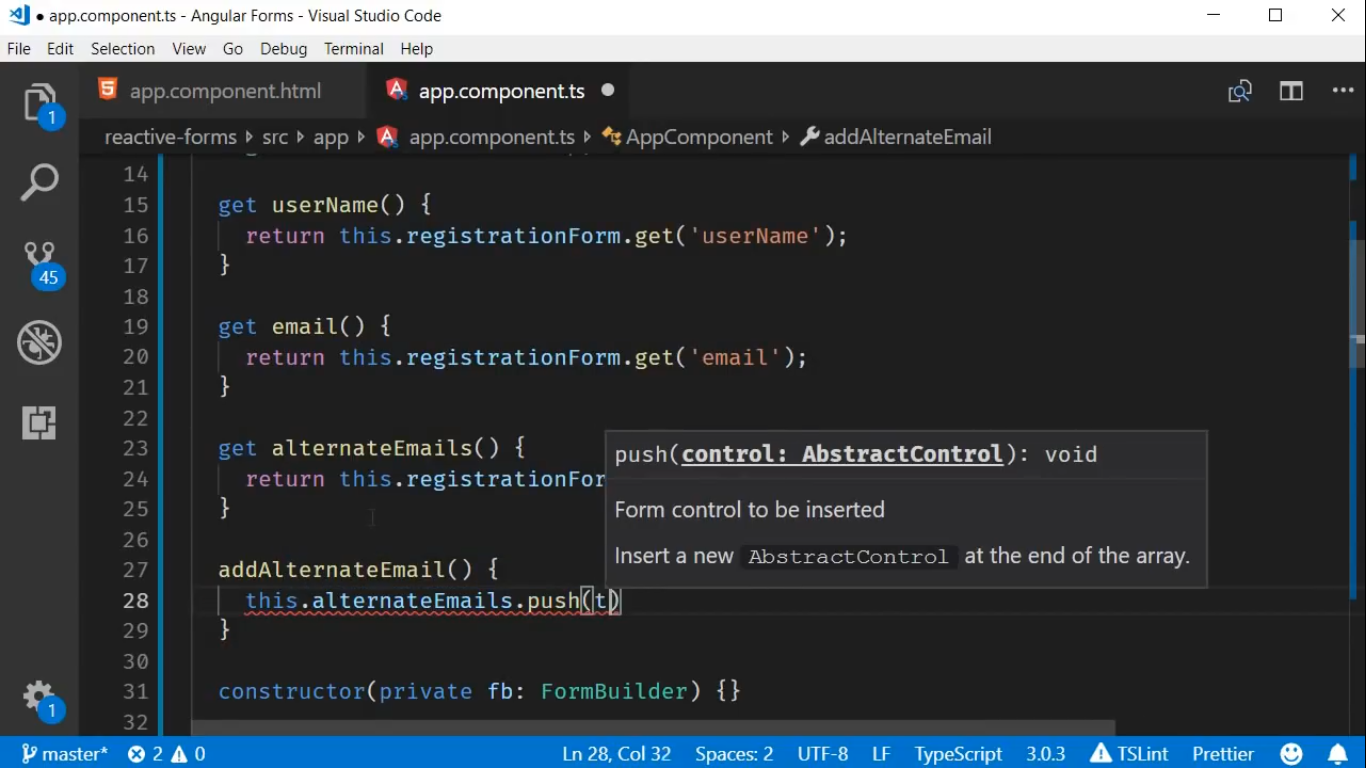 app.component.ts - Angular Forms - Visual Studio Code
File Edit Selection View Go Debug Terminal Help
1
app.component.html
app.component.ts
reactive-forms src app app.component.ts AppComponent addAlternateEmail
14
15 get userName() {
16 return this.registrationForm.get('userName');
17 }
18
19 get email() {
45
20 return this.registrationForm.get('email');
21 }
22
23 get alternateEmails() {
push(control: AbstractControl): void
24 return this.registrationFor
Form control to be inserted
25 }
26
Insert a new AbstractControl at the end of the array.
27 addAlternateEmail() {
28 this.alternateEmails.push(t)
29 }
30
31 constructor(private fb: FormBuilder) {}
1
32
master* 2 0 Ln 28, Col 32 Spaces: 2 UTF-8 LF TypeScript 3.0.3 TSLint Prettier